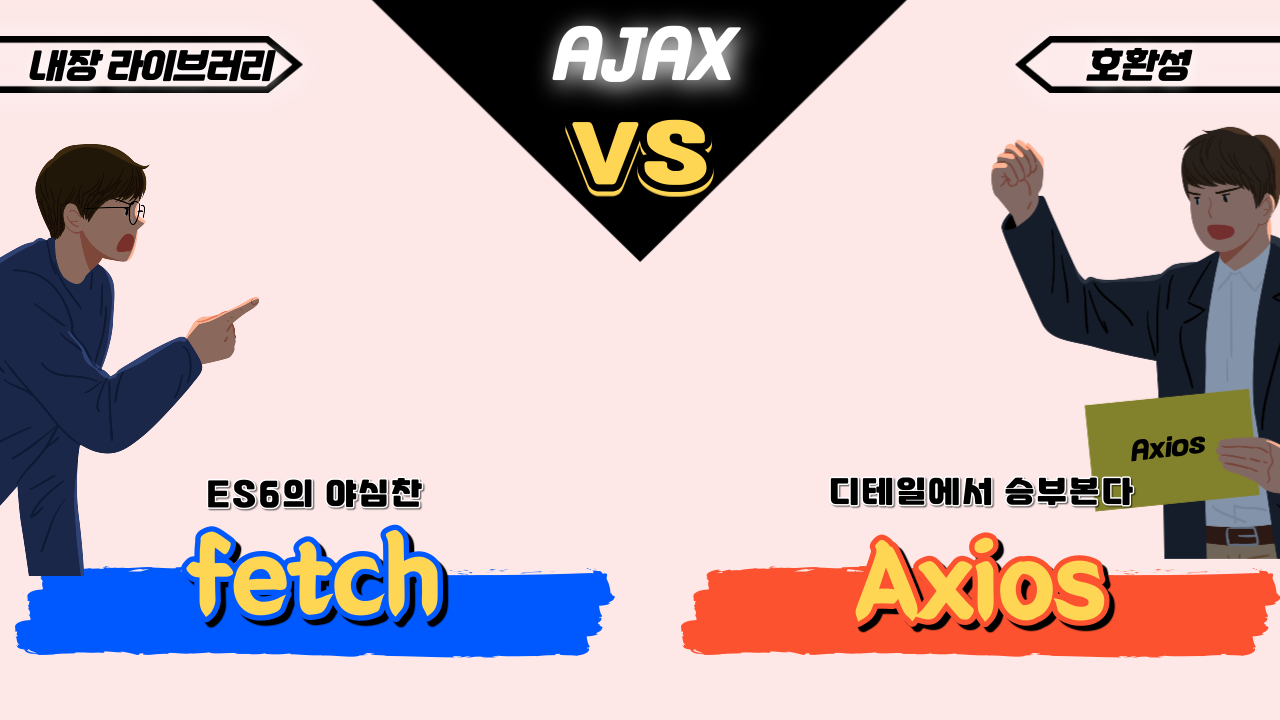 내장 라이브러리
AJAX
VS
호환성
Axios
ES6의 야심찬
fetch
디테일에서 승부본다
Axios